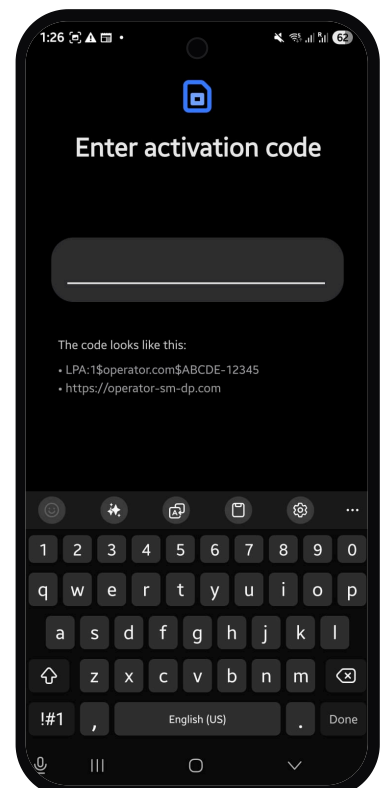 1:26 62
Enter activation code
The code looks like this:
• LPA:1$operator.com$ABCDE-12345
• https://operator-sm-dp.com
1 2 3 4 5 6 7 8 9 0
q w e r t y u i o p
a s d f g h j k l
z x c v b n m
!#1 , English (US) . Done